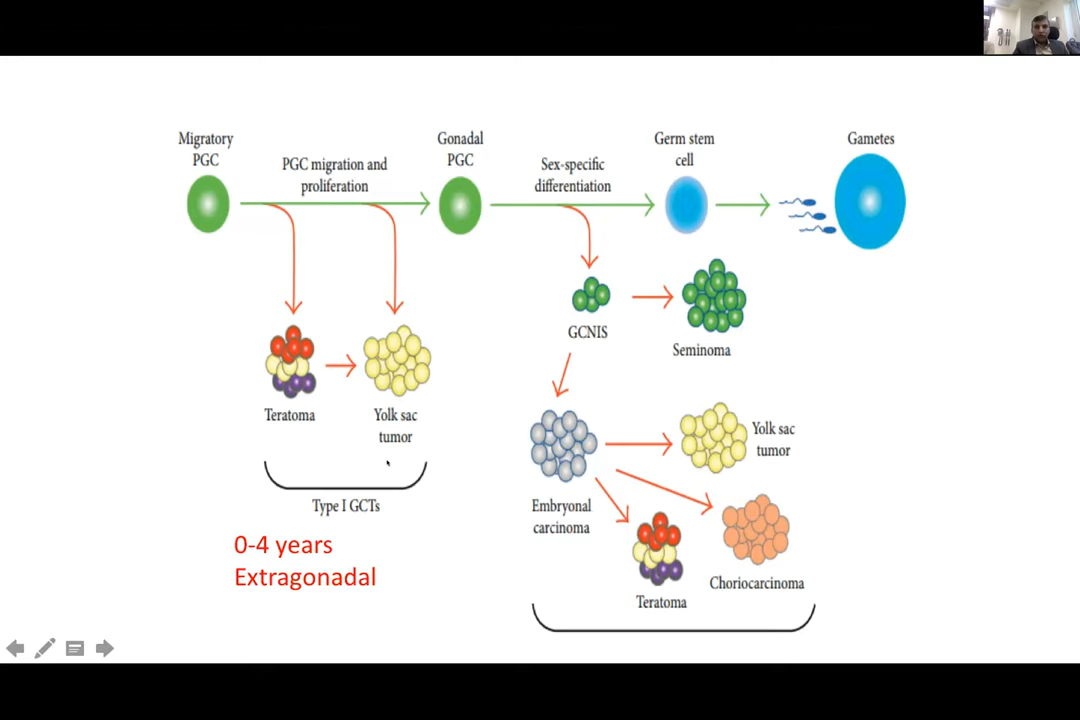 Migratory
PGC
PGC migration and
proliferation
Gonadal
PGC
Sex-specific
differentiation
Germ stem
cell
Gametes
GCNIS
Seminoma
Teratoma
Yolk sac
tumor
Type I GCTs
0-4 years
Extragonadal
Embryonal
carcinoma
Yolk sac
tumor
Choriocarcinoma
Teratoma